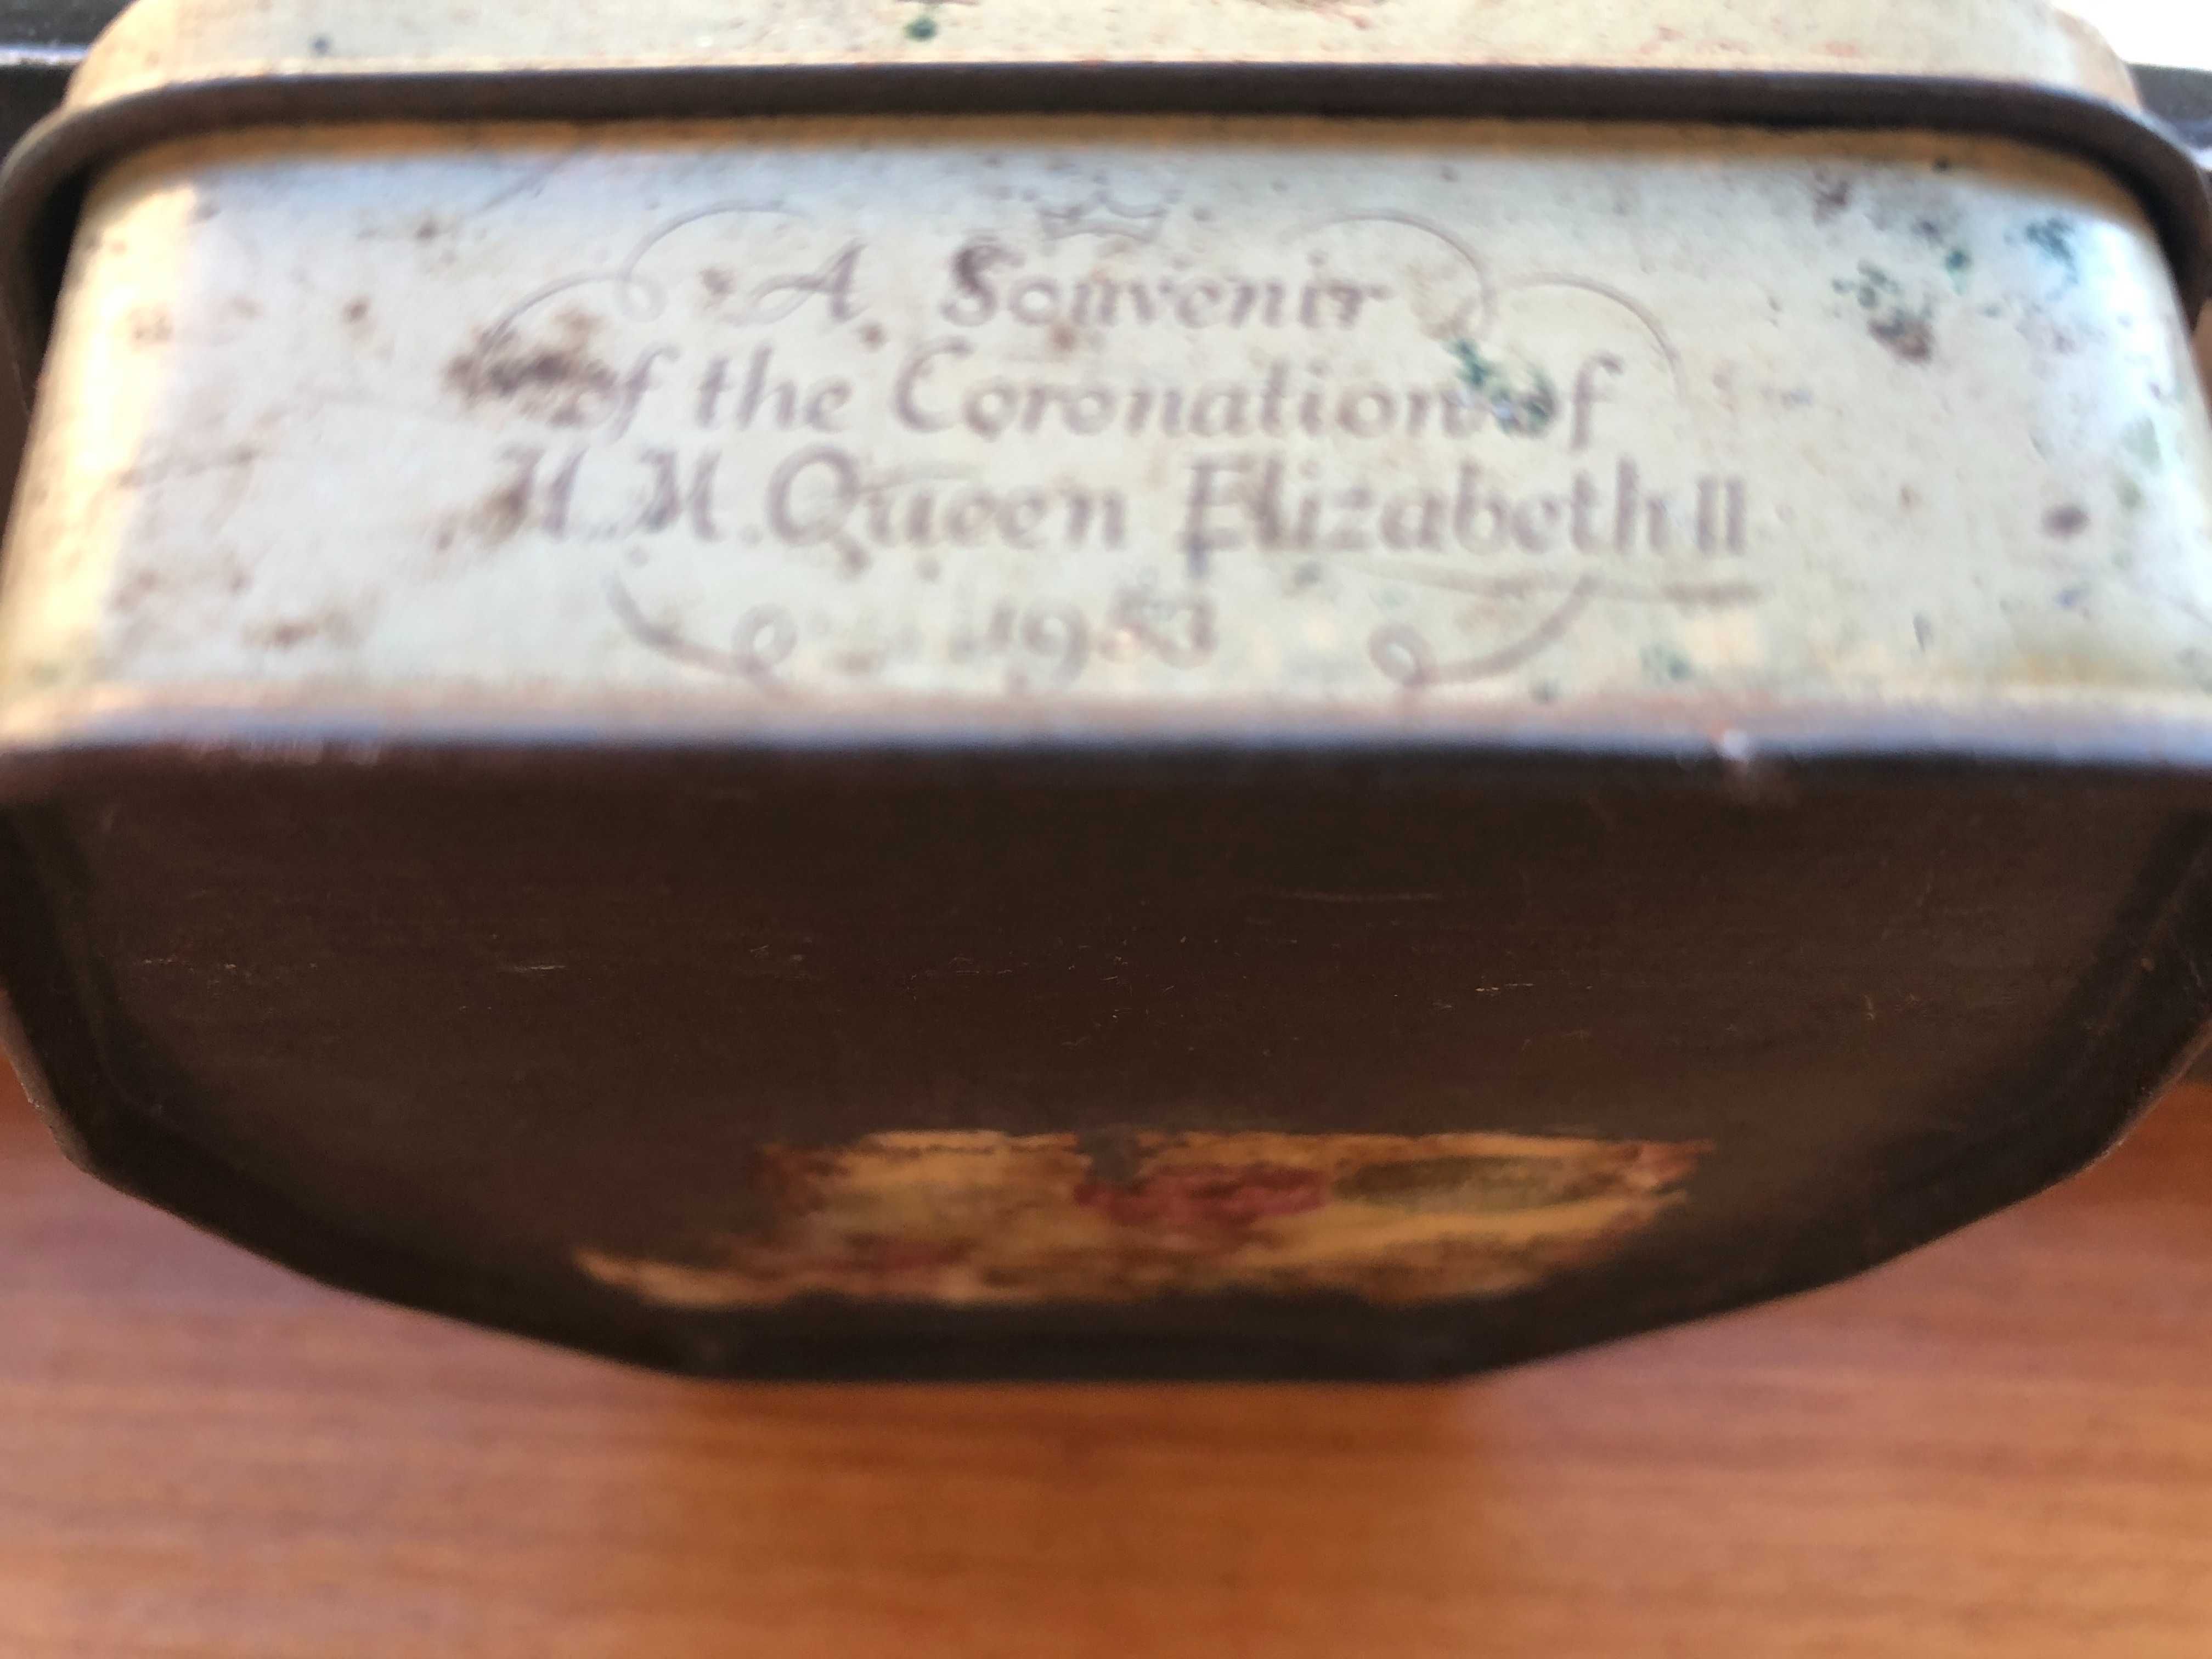 A Souvenir
of the Coronation of
H.M. Queen Elizabeth II
1953